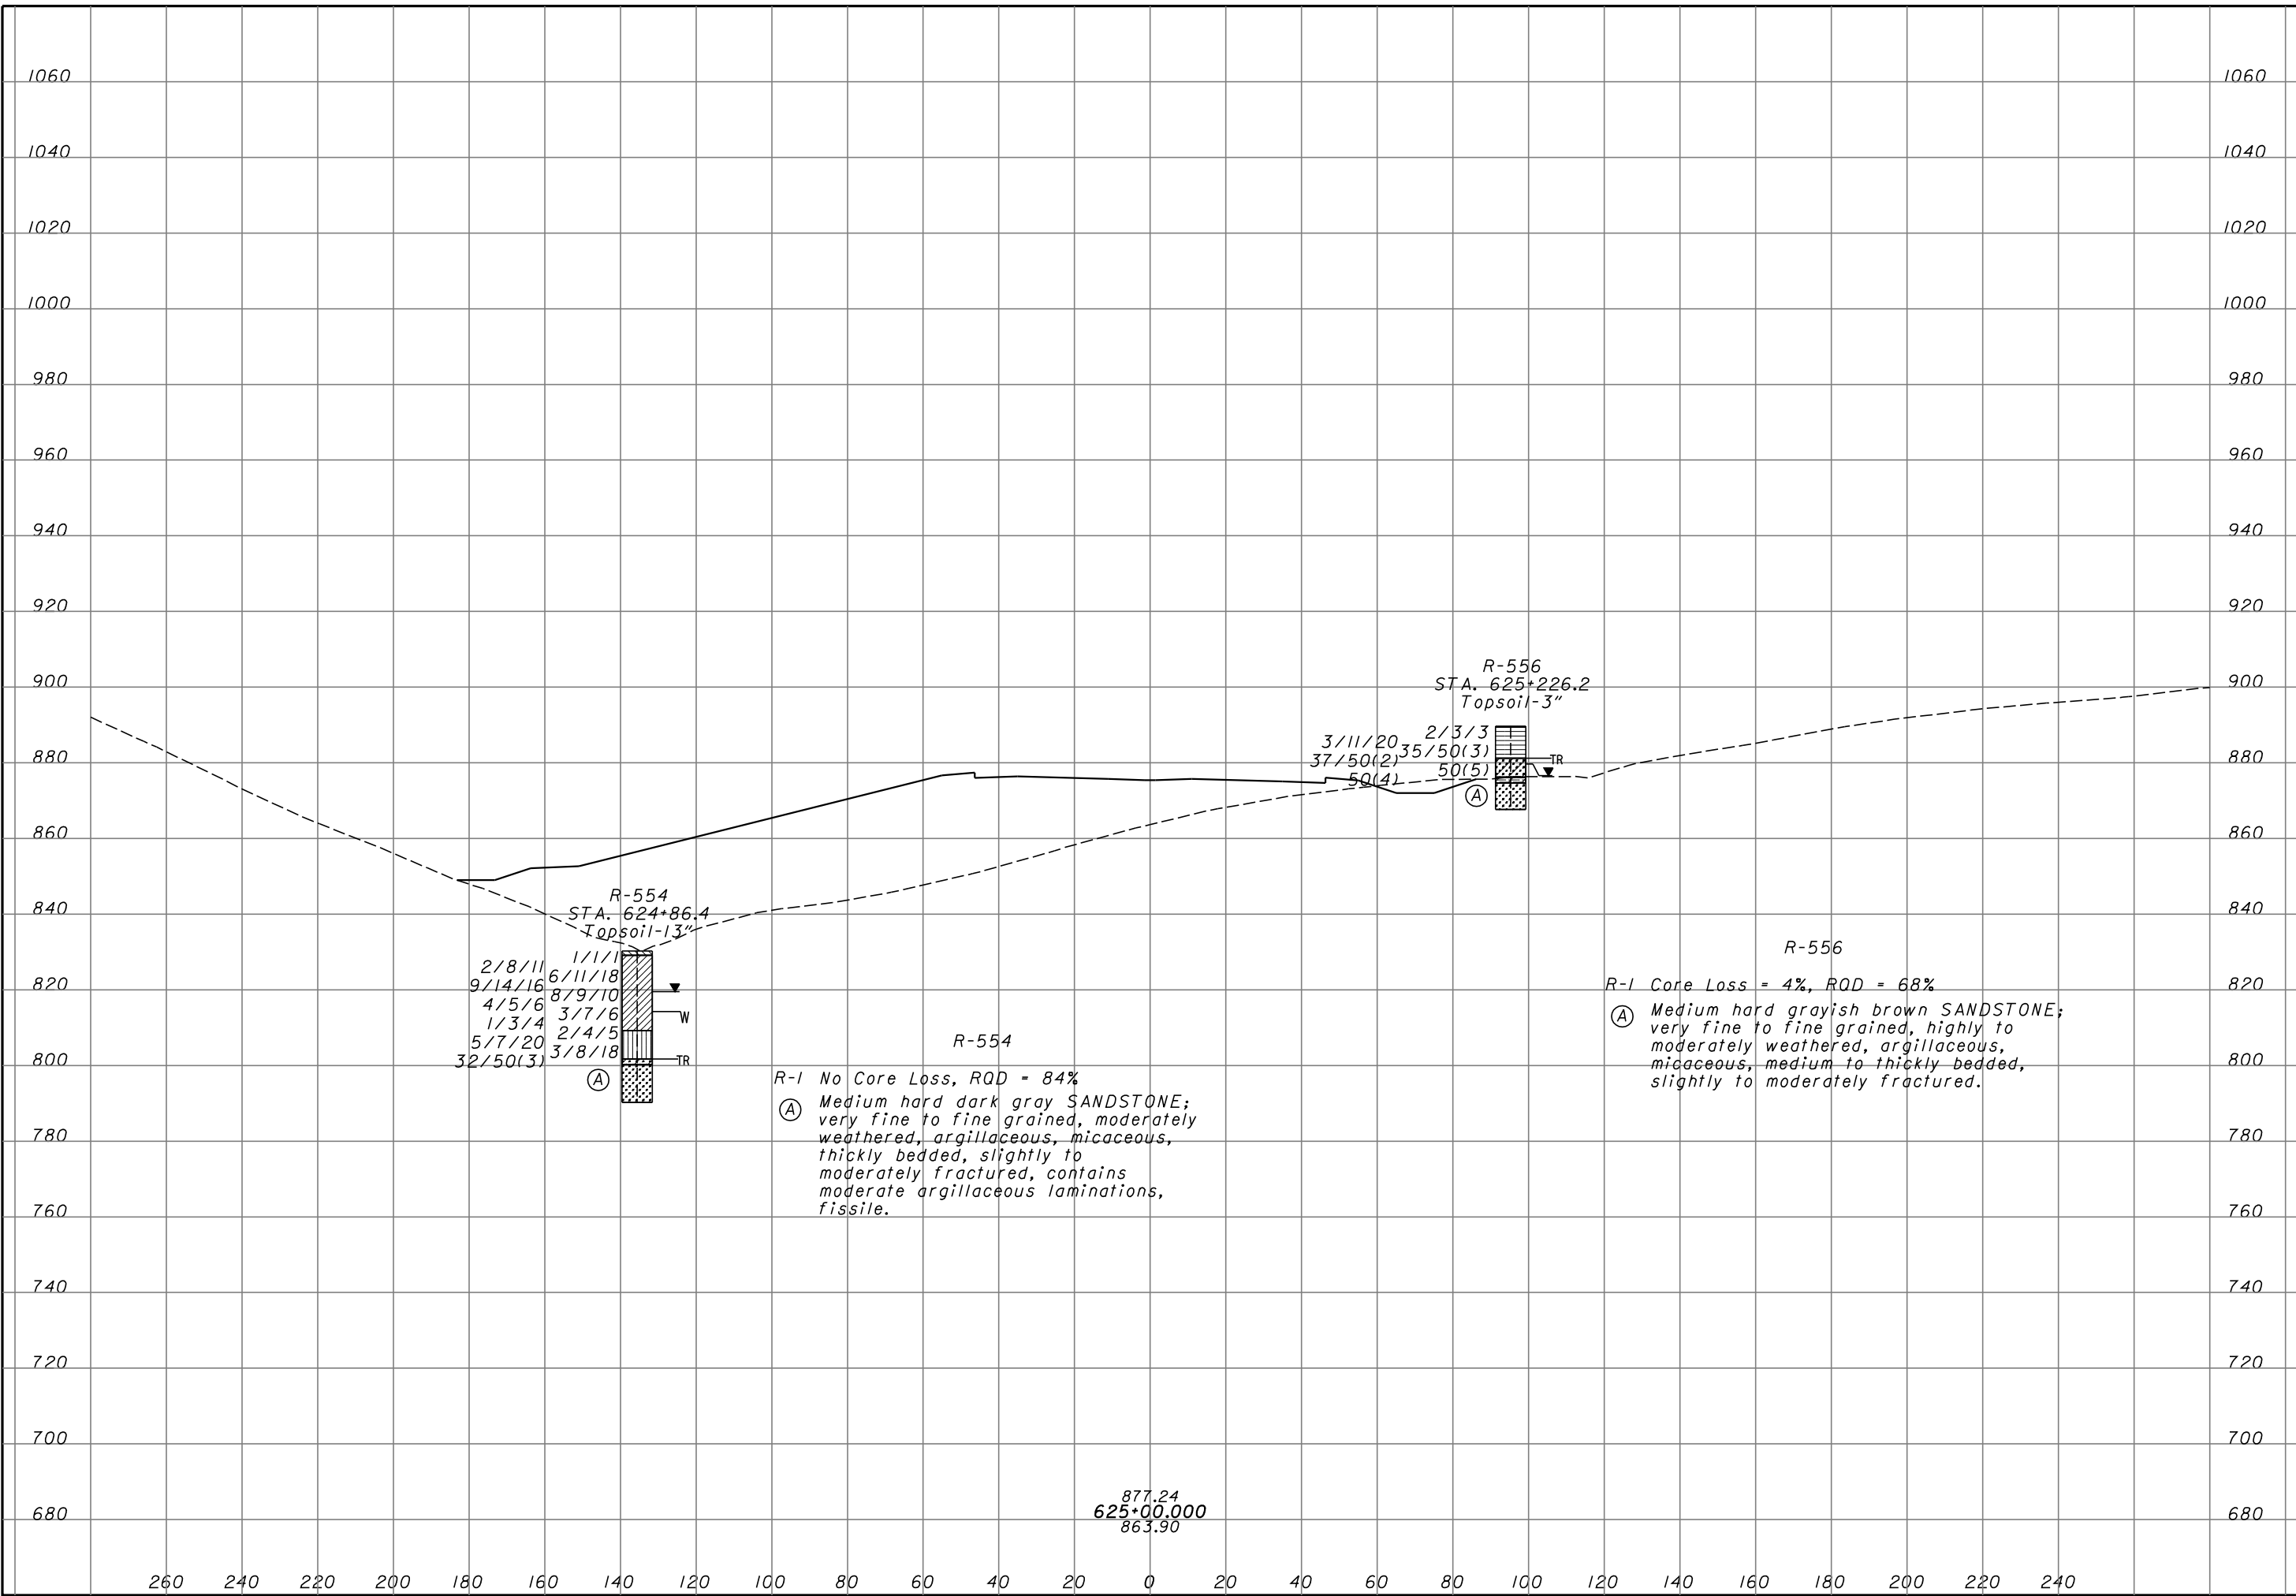 1060 1060
1040 1040
1020 1020
1000 1000
980 980
960 960
940 940
920 920
900 900
880 880
860 860
840 840
820 820
800 800
780 780
760 760
740 740
720 720
700 700
680 680
R-556
STA. 625+226.2
Topsoil-3"
2/3/3
3/11/20
35/50(3)
37/50(2)
50(5)
50(4)
TR
A
R-554
STA. 624+86.4
Topsoil-13"
1/1/1
2/8/11
6/11/18
9/14/16
8/9/10
4/5/6
3/7/6
1/3/4
2/4/5
5/7/20
3/8/18
32/50(3)
W
TR
A
R-554
R-1 No Core Loss, RQD = 84%
A Medium hard dark gray SANDSTONE;
very fine to fine grained, moderately
weathered, argillaceous, micaceous,
thickly bedded, slightly to
moderately fractured, contains
moderate argillaceous laminations,
fissile.
R-556
R-1 Core Loss = 4%, RQD = 68%
A Medium hard grayish brown SANDSTONE;
very fine to fine grained, highly to
moderately weathered, argillaceous,
micaceous, medium to thickly bedded,
slightly to moderately fractured.
877.24
625+00.000
863.90
260 240 220 200 180 160 140 120 100 80 60 40 20 0 20 40 60 80 100 120 140 160 180 200 220 240